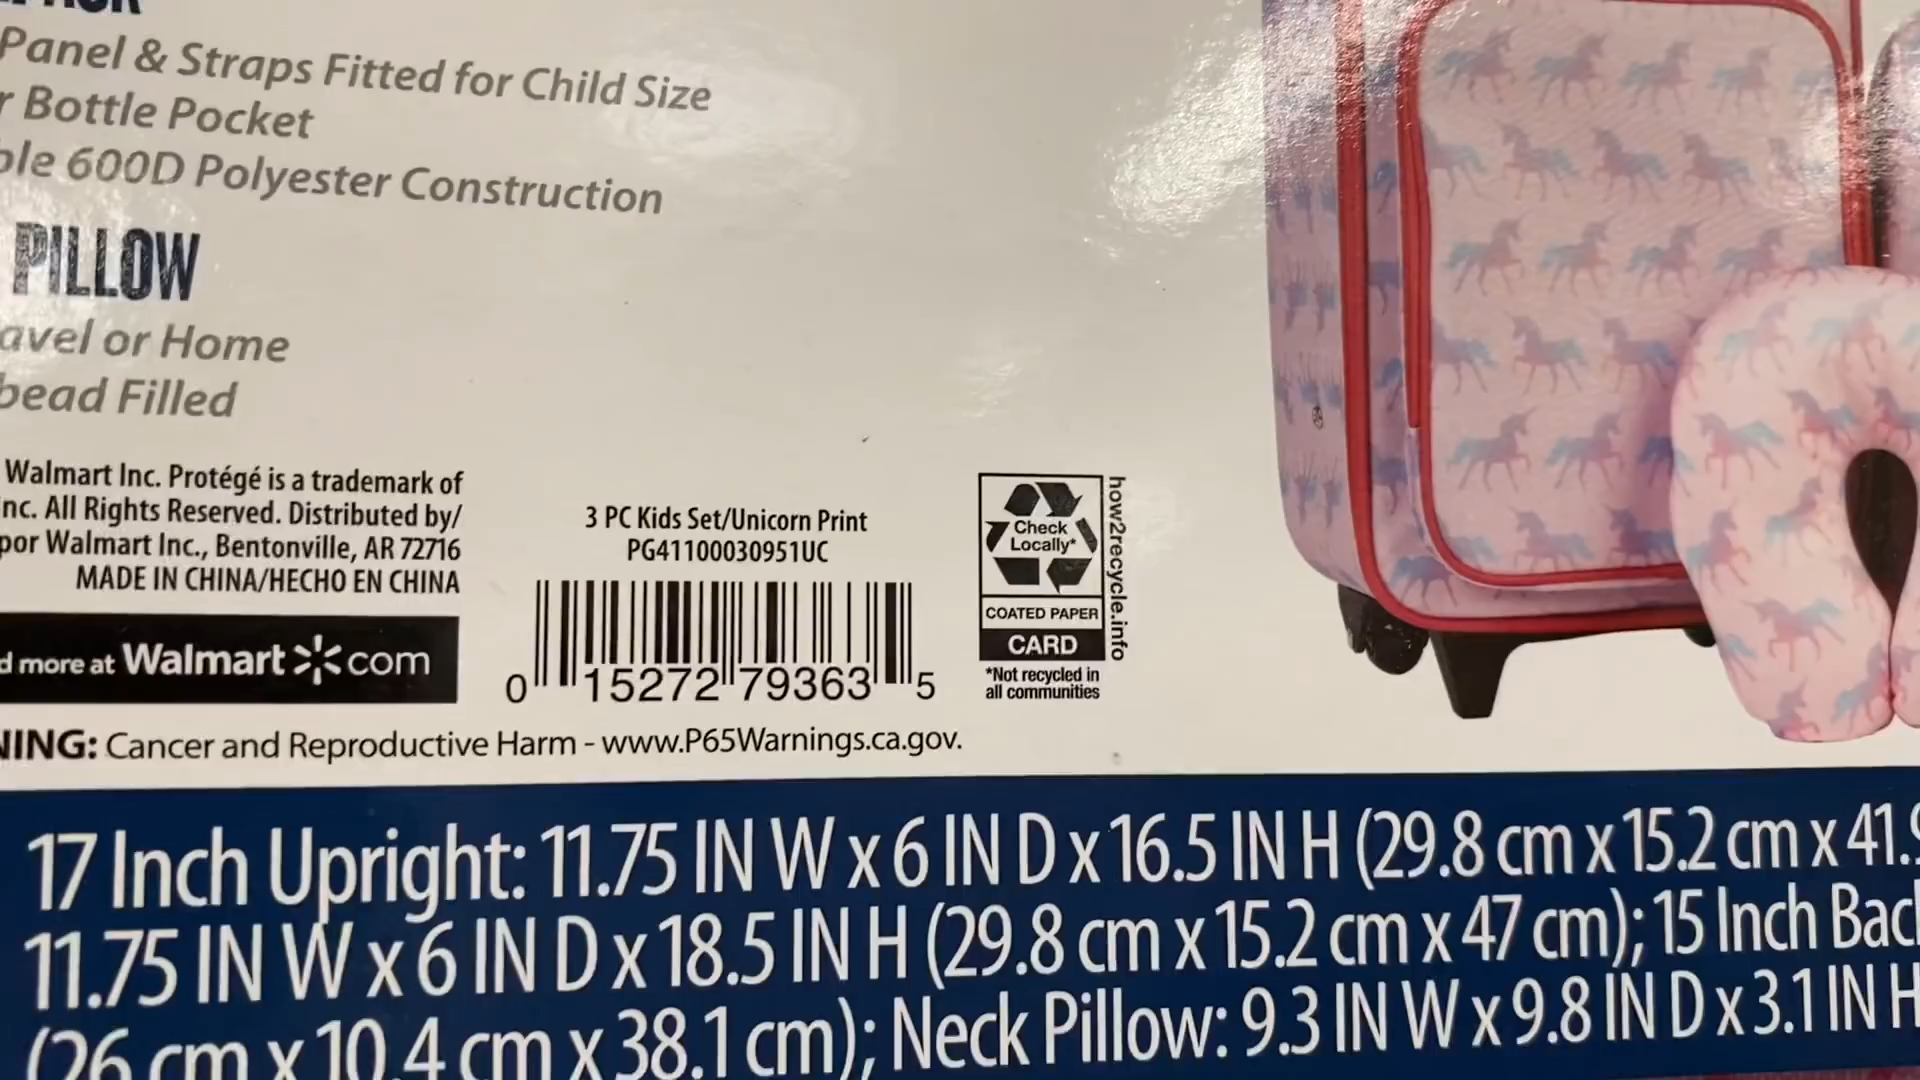 Panel & Straps Fitted for Child Size
Bottle Pocket
600D Polyester Construction
PILLOW
or Home
Filled
Walmart Inc. Protégé is a trademark of
All Rights Reserved. Distributed by/
por Walmart Inc., Bentonville, AR 72716
MADE IN CHINA/HECHO EN CHINA
more at Walmart com
3 PC Kids Set/Unicorn Print
PG41100030951UC
0 15272 79363 5
Check
Locally*
COATED PAPER
CARD
*Not recycled in
all communities
how2recycle.info
Cancer and Reproductive Harm - www.P65Warnings.ca.gov.
17 Inch Upright: 11.75 IN W x 6 IN D x 16.5 IN H (29.8 cm x 15.2 cm x 41.9
11.75 IN W x 6 IN D x 18.5 IN H (29.8 cm x 15.2 cm x 47 cm); 15 Inch
(26 cm x 10.4 cm x 38.1 cm); Neck Pillow: 9.3 IN W x 9.8 IN D x 3.1 IN H